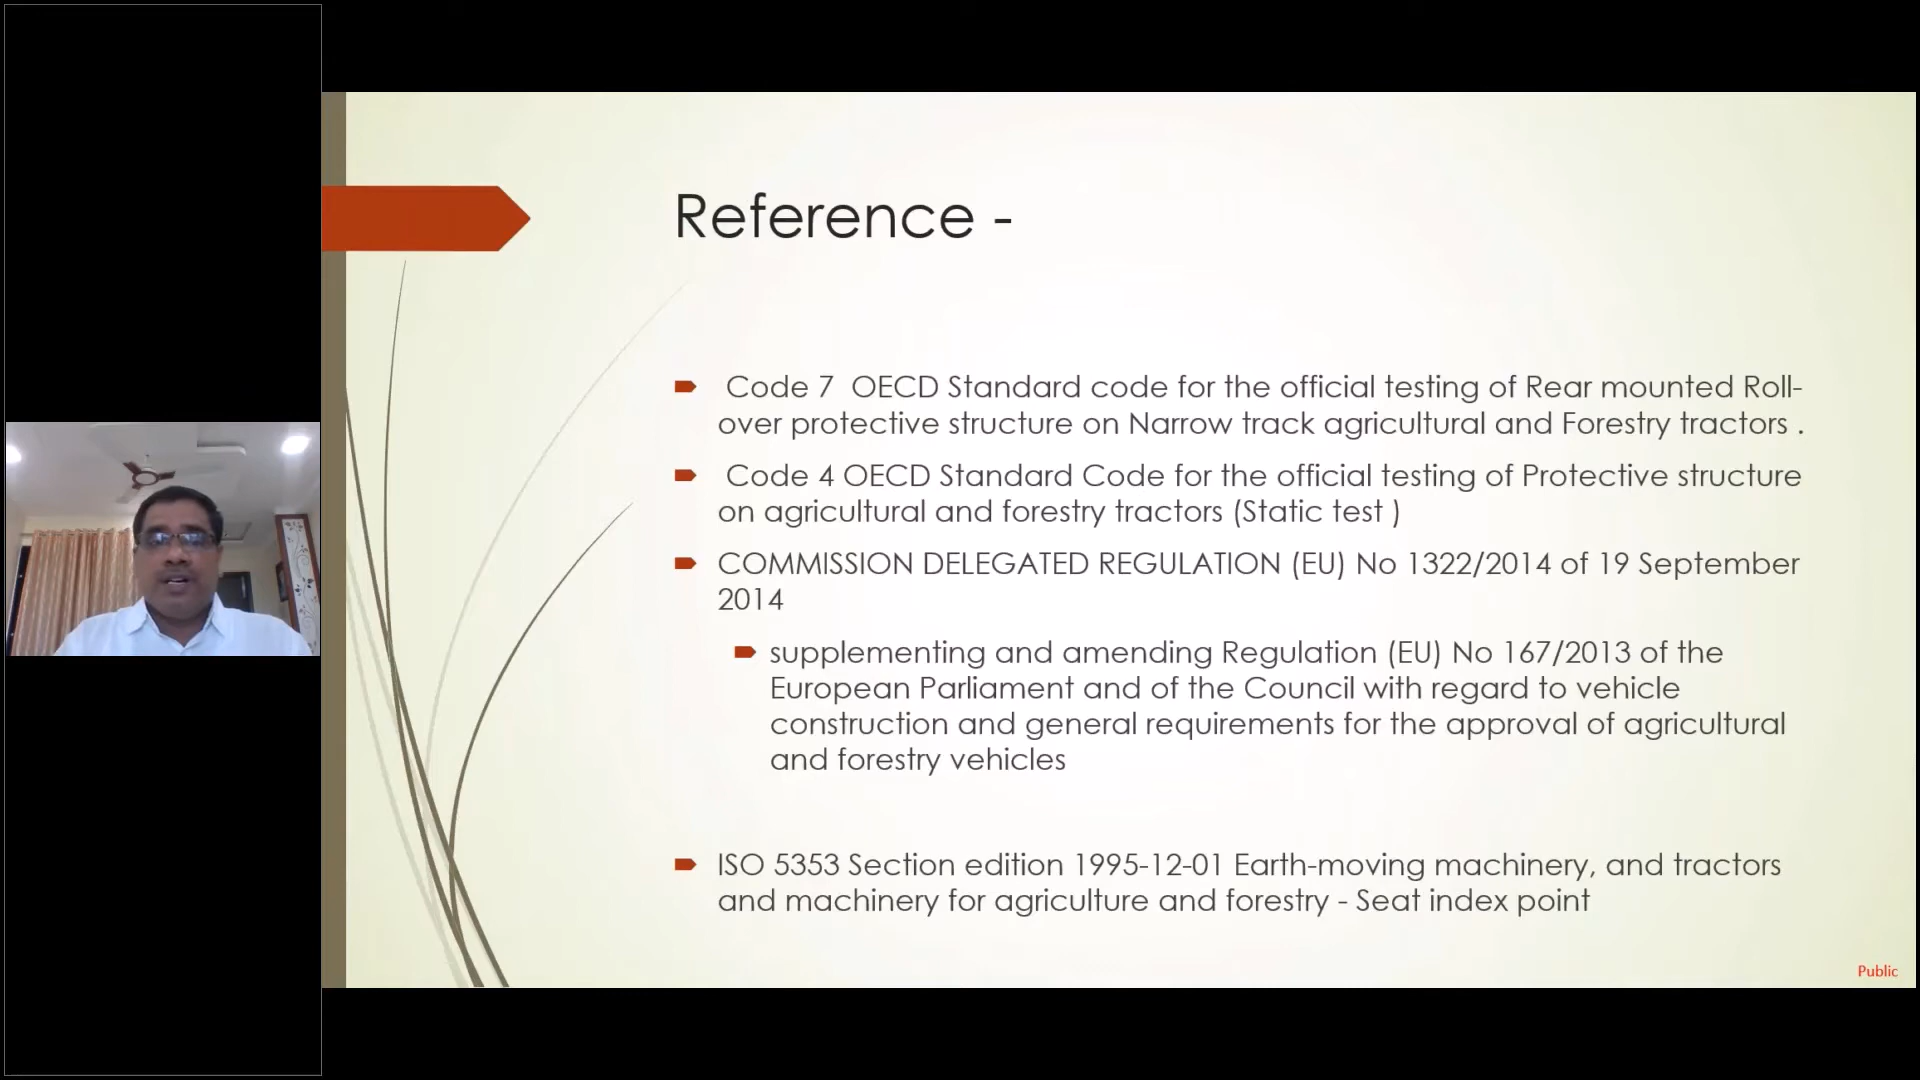 Reference -
Code 7 OECD Standard code for the official testing of Rear mounted Roll-
over protective structure on Narrow track agricultural and Forestry tractors .
Code 4 OECD Standard Code for the official testing of Protective structure
on agricultural and forestry tractors (Static test )
COMMISSION DELEGATED REGULATION (EU) No 1322/2014 of 19 September
2014
supplementing and amending Regulation (EU) No 167/2013 of the
European Parliament and of the Council with regard to vehicle
construction and general requirements for the approval of agricultural
and forestry vehicles
ISO 5353 Section edition 1995-12-01 Earth-moving machinery, and tractors
and machinery for agriculture and forestry - Seat index point
Public